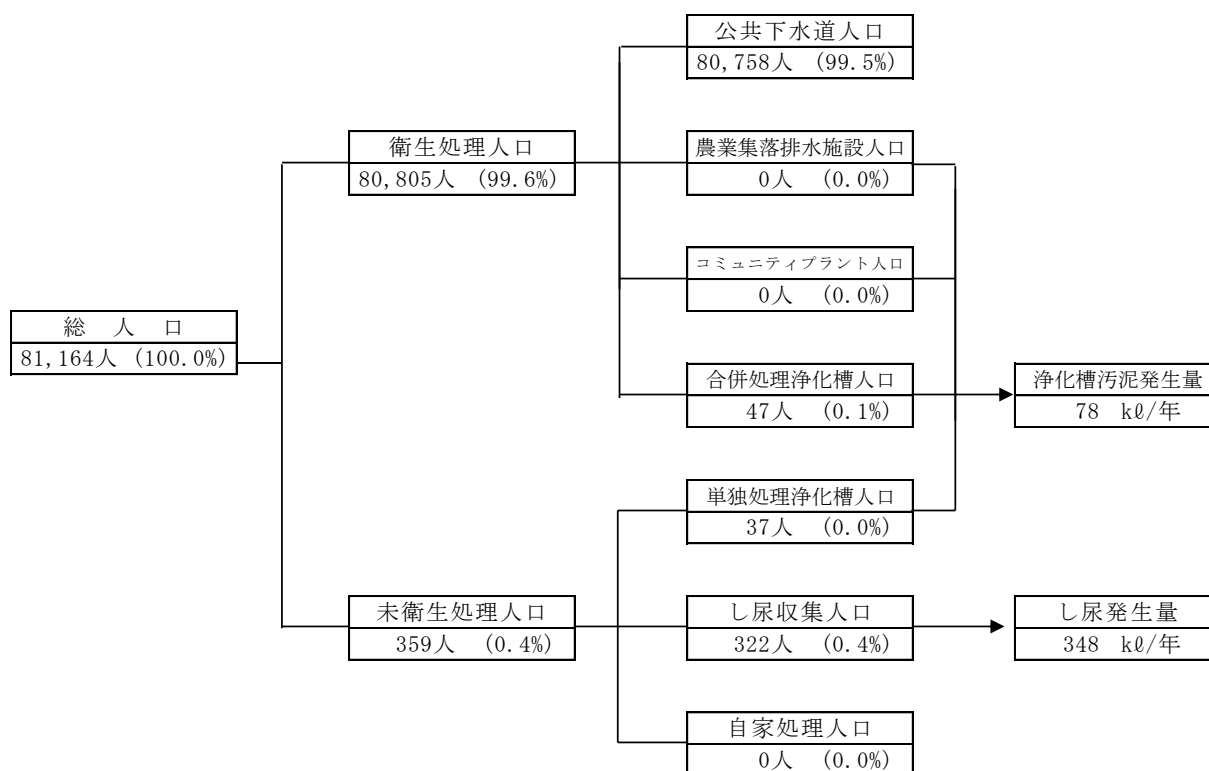 公共下水道人口
80,758人 (99.5%)
衛生処理人口
80,805人 (99.6%)
農業集落排水施設人口
0人 (0.0%)
コミュニティプラント人口
0人 (0.0%)
総 人 口
81,164人 (100.0%)
合併処理浄化槽人口
47人 (0.1%)
浄化槽汚泥発生量
78 kℓ/年
単独処理浄化槽人口
37人 (0.0%)
未衛生処理人口
359人 (0.4%)
し尿収集人口
322人 (0.4%)
し尿発生量
348 kℓ/年
自家処理人口
0人 (0.0%)